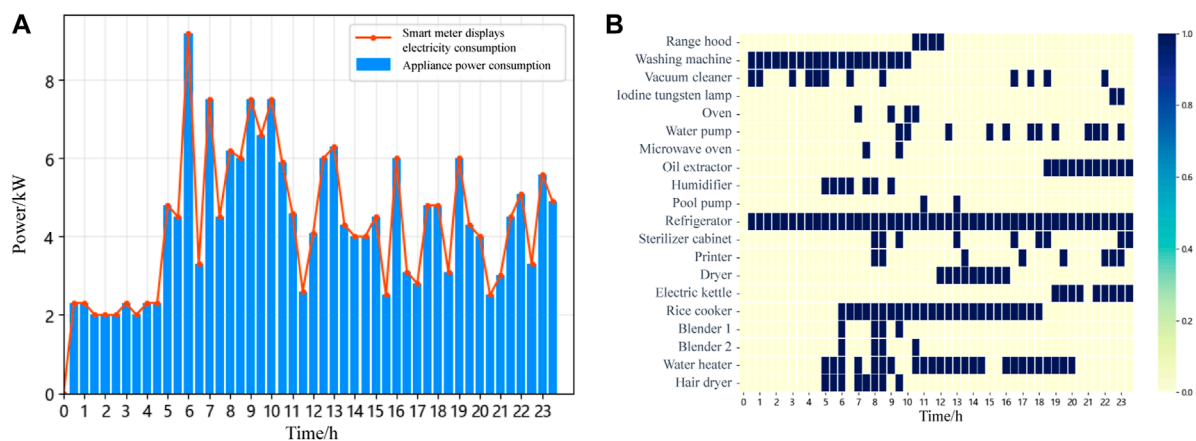 A
Smart meter displays
electricity consumption
Appliance power consumption
Power/kW
8
6
4
2
0
0 1 2 3 4 5 6 7 8 9 10 11 12 13 14 15 16 17 18 19 20 21 22 23
Time/h
B
Range hood
Washing machine
Vacuum cleaner
Iodine tungsten lamp
Oven
Water pump
Microwave oven
Oil extractor
Humidifier
Pool pump
Refrigerator
Sterilizer cabinet
Printer
Dryer
Electric kettle
Rice cooker
Blender 1
Blender 2
Water heater
Hair dryer
0 1 2 3 4 5 6 7 8 9 10 11 12 13 14 15 16 17 18 19 20 21 22 23
Time/h
1.0
0.8
0.6
0.4
0.2
0.0